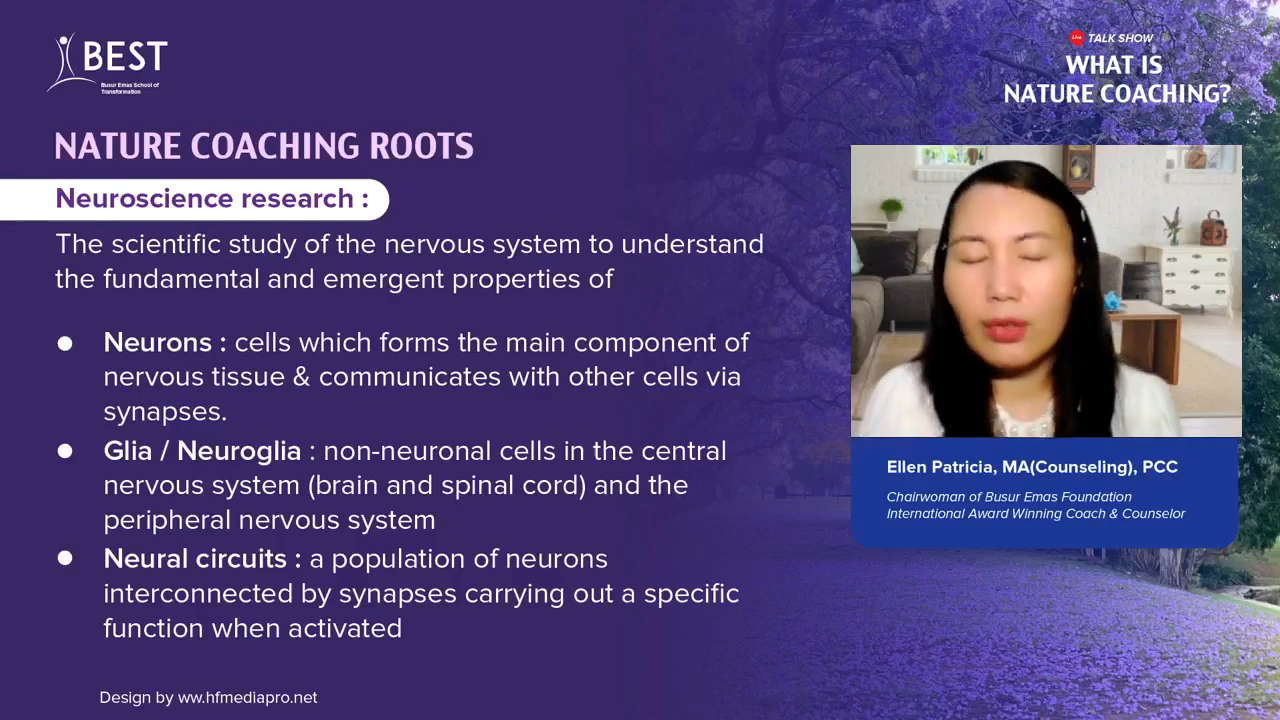 BEST
Busur Emas School of
Transformation
Live TALK SHOW
WHAT IS
NATURE COACHING?
NATURE COACHING ROOTS
Neuroscience research :
The scientific study of the nervous system to understand
the fundamental and emergent properties of
● Neurons : cells which forms the main component of
nervous tissue & communicates with other cells via
synapses.
● Glia / Neuroglia : non-neuronal cells in the central
nervous system (brain and spinal cord) and the
peripheral nervous system
● Neural circuits : a population of neurons
interconnected by synapses carrying out a specific
function when activated
Ellen Patricia, MA(Counseling), PCC
Chairwoman of Busur Emas Foundation
International Award Winning Coach & Counselor
Design by ww.hfmediapro.net